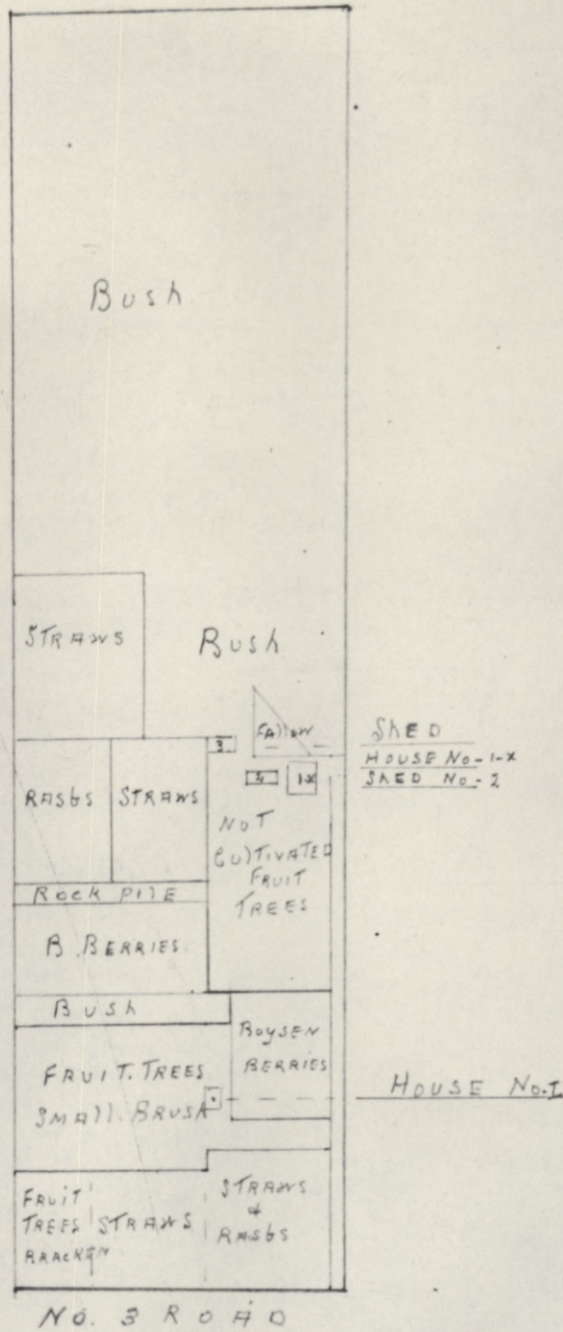 Bush
STRAWS
Bush
FAllow
ShED
HOUSE No-1-X
ShED No-2
3
1-X
RASbS
STRAWS
NOT
CUlTIVATED
FRUIT
TREES
ROCK PIlE
B. BERRIES
BUSh
BOYSEN
BERRIES
FRUIT. TREES
SMAll. BRUSh
HOUSE No. I
FRUIT
TREES
BRACKEN
STRAWS
STRAWS
&
RASbS
No. 3 ROAD